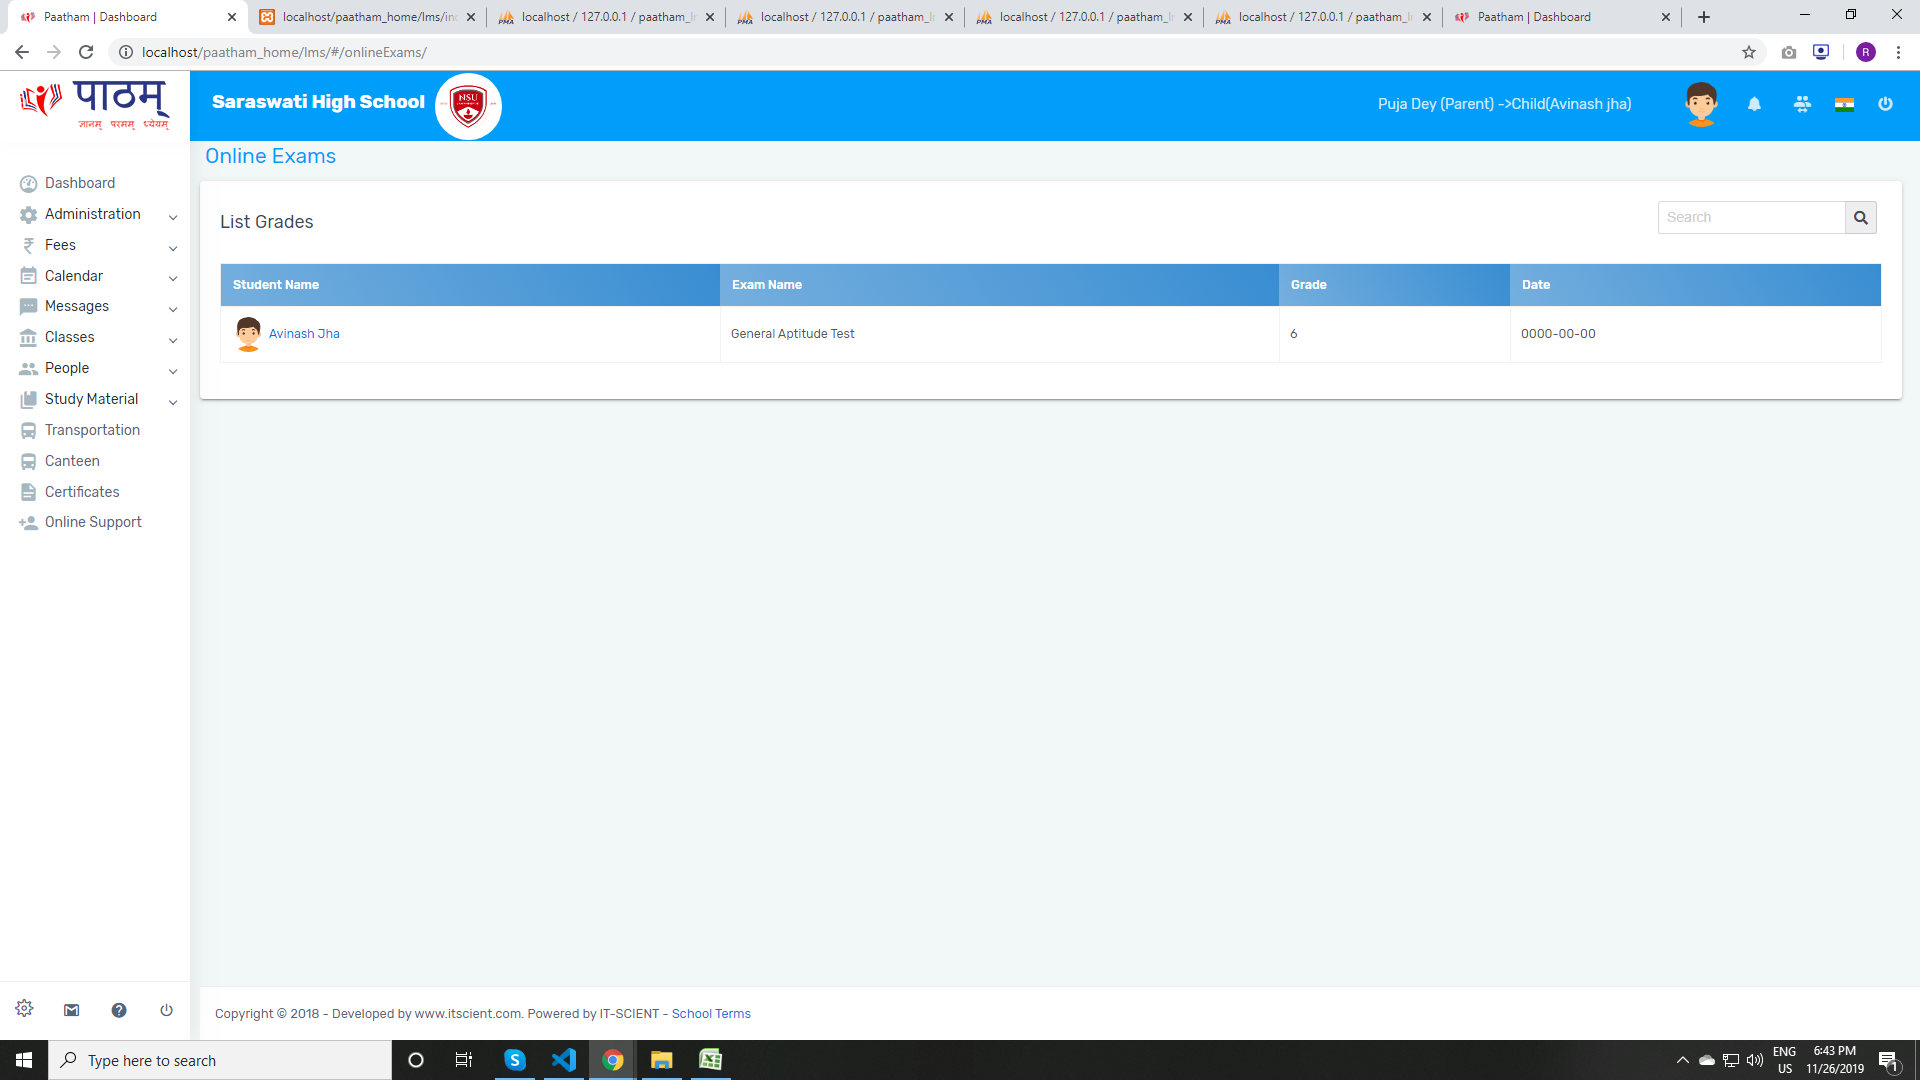 Paatham | Dashboard
localhost/paatham_home/lms/in
localhost / 127.0.0.1 / paatham_l
localhost / 127.0.0.1 / paatham_l
localhost / 127.0.0.1 / paatham_l
localhost / 127.0.0.1 / paatham_l
Paatham | Dashboard
localhost/paatham_home/lms/#/onlineExams/
R
पाठम्
ज्ञानम् परमम् ध्येयम्
Saraswati High School
NSU
Puja Dey (Parent) ->Child(Avinash jha)
Online Exams
Dashboard
Administration
Fees
Calendar
Messages
Classes
People
Study Material
Transportation
Canteen
Certificates
Online Support
List Grades
Search
Student Name Exam Name Grade Date
Avinash Jha General Aptitude Test 6 0000-00-00
Copyright © 2018 - Developed by www.itscient.com. Powered by IT-SCIENT - School Terms
Type here to search
ENG
US
6:43 PM
11/26/2019
1